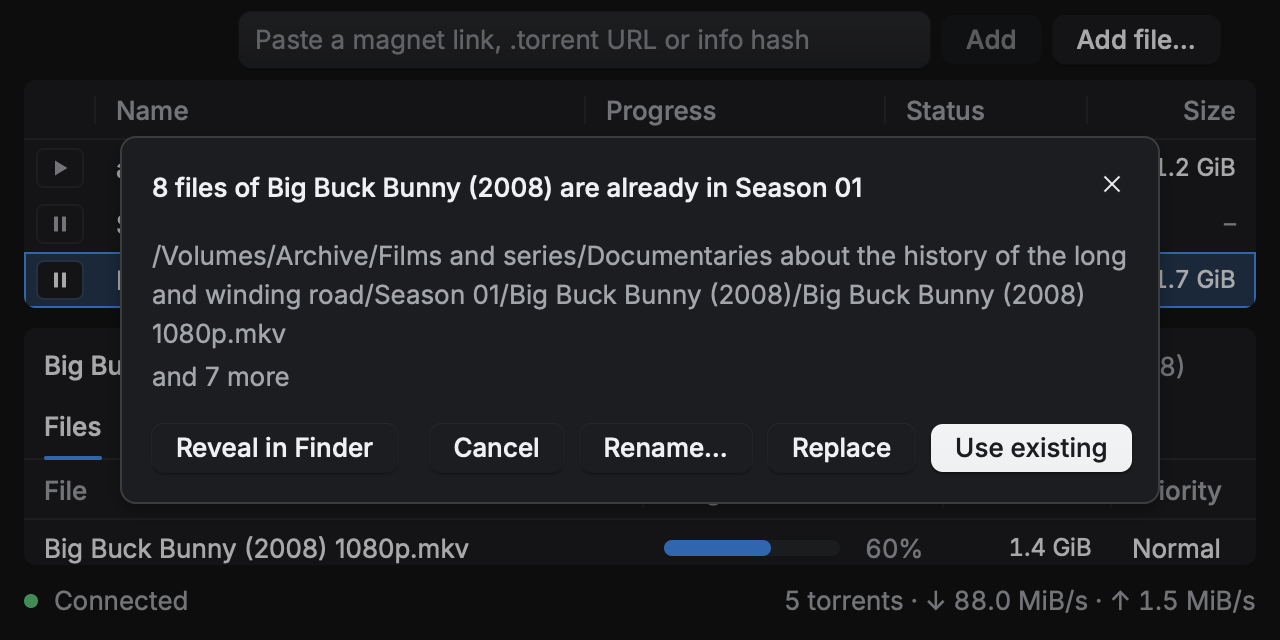 Paste a magnet link, .torrent URL or info hash
Add
Add file...
Name
Progress
Status
Size
1.2 GiB
–
1.7 GiB
8 files of Big Buck Bunny (2008) are already in Season 01
/Volumes/Archive/Films and series/Documentaries about the history of the long
and winding road/Season 01/Big Buck Bunny (2008)/Big Buck Bunny (2008)
1080p.mkv
and 7 more
Reveal in Finder
Cancel
Rename...
Replace
Use existing
Big Bu
8)
Files
File
iority
Big Buck Bunny (2008) 1080p.mkv
60%
1.4 GiB
Normal
Connected
5 torrents · ↓ 88.0 MiB/s · ↑ 1.5 MiB/s